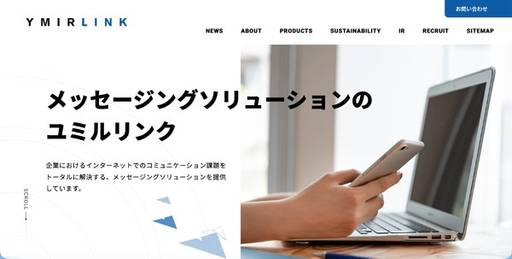 お問い合わせ
YMIRLINK
NEWS ABOUT PRODUCTS SUSTAINABILITY IR RECRUIT SITEMAP
メッセージングソリューションの
ユミルリンク
企業におけるインターネットでのコミュニケーション課題を
トータルに解決する、メッセージングソリューションを提供
しています。
SCROLL